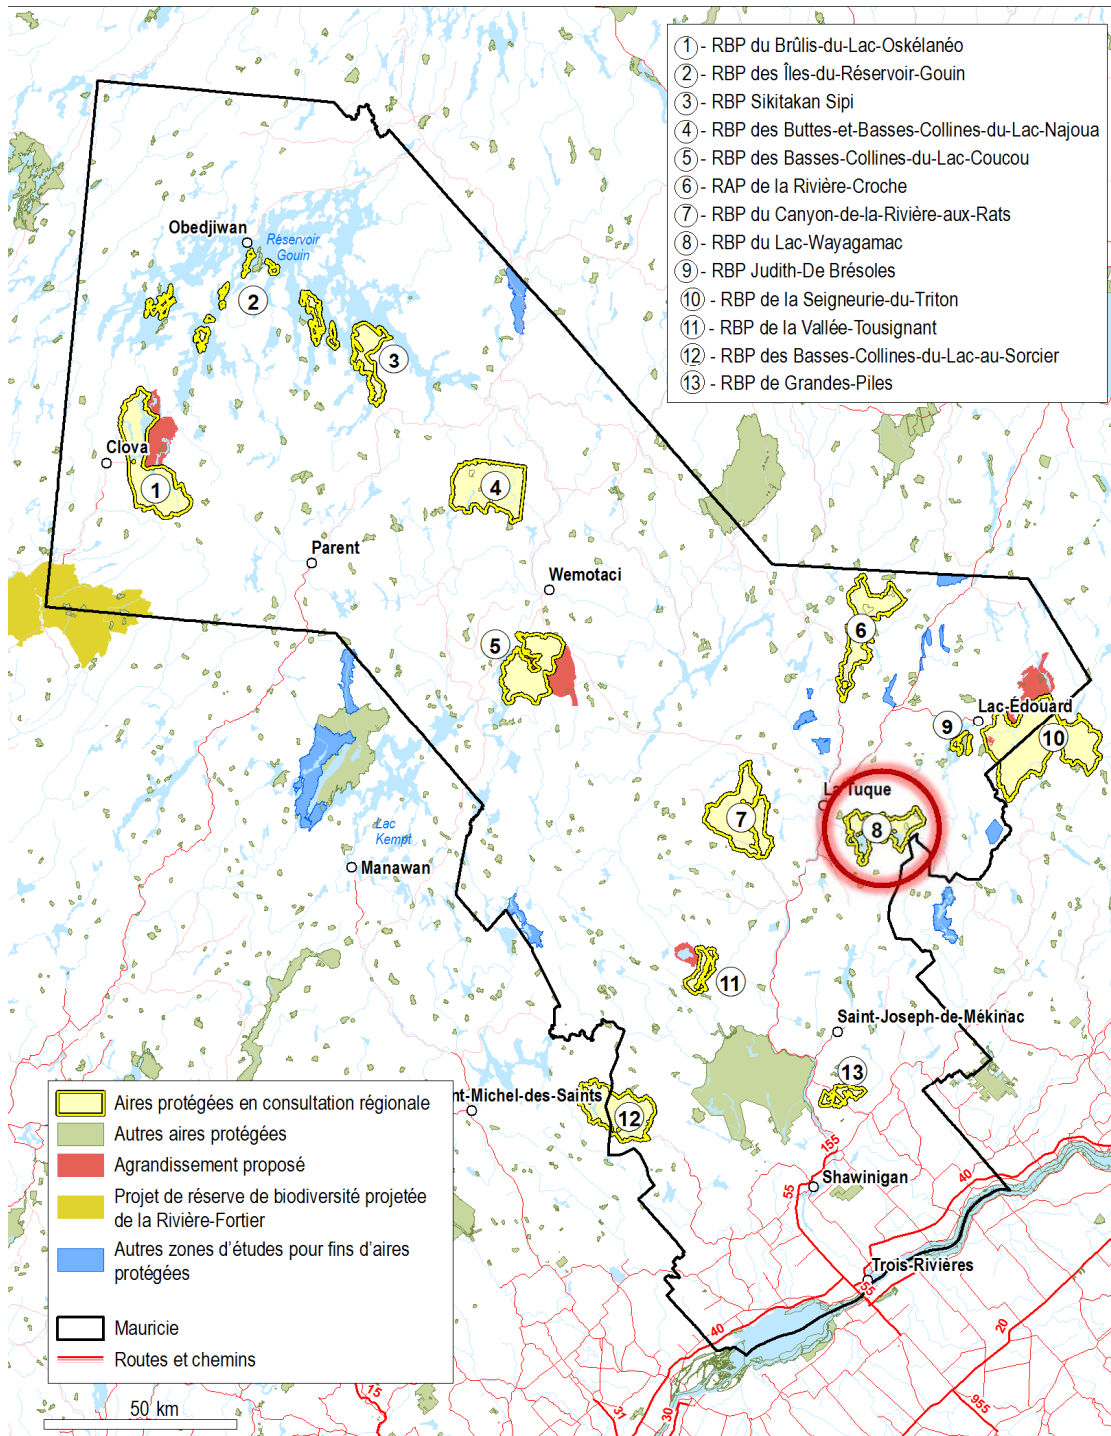 1 - RBP du Brûlis-du-Lac-Oskélanéo
2 - RBP des Îles-du-Réservoir-Gouin
3 - RBP Sikitakan Sipi
4 - RBP des Buttes-et-Basses-Collines-du-Lac-Najoua
5 - RBP des Basses-Collines-du-Lac-Coucou
6 - RAP de la Rivière-Croche
7 - RBP du Canyon-de-la-Rivière-aux-Rats
8 - RBP du Lac-Wayagamac
9 - RBP Judith-De Brésoles
10 - RBP de la Seigneurie-du-Triton
11 - RBP de la Vallée-Tousignant
12 - RBP des Basses-Collines-du-Lac-au-Sorcier
13 - RBP de Grandes-Piles
Obedjiwan
Réservoir
Gouin
2
3
Clova
1
4
Parent
Wemotaci
5
6
Lac-Édouard
9
10
La Tuque
7
8
Lac
Kempt
Manawan
11
Saint-Joseph-de-Mékinac
13
nt-Michel-des-Saints
12
155
Shawinigan
55
40
Trois-Rivières
55
40
20
15
31
30
955
Aires protégées en consultation régionale
Autres aires protégées
Agrandissement proposé
Projet de réserve de biodiversité projetée
de la Rivière-Fortier
Autres zones d'études pour fins d'aires
protégées
Mauricie
Routes et chemins
50 km